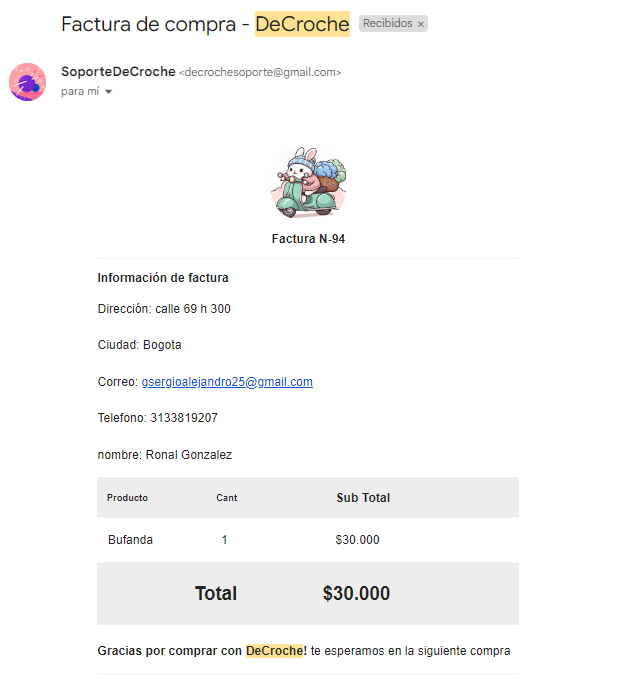 Factura de compra - DeCroche Recibidos ×
SoporteDeCroche <decrochesoporte@gmail.com>
para mí
Factura N-94
Información de factura
Dirección: calle 69 h 300
Ciudad: Bogota
Correo: gsergioalejandro25@gmail.com
Telefono: 3133819207
nombre: Ronal Gonzalez
Producto Cant Sub Total
Bufanda 1 $30.000
Total $30.000
Gracias por comprar con DeCroche! te esperamos en la siguiente compra